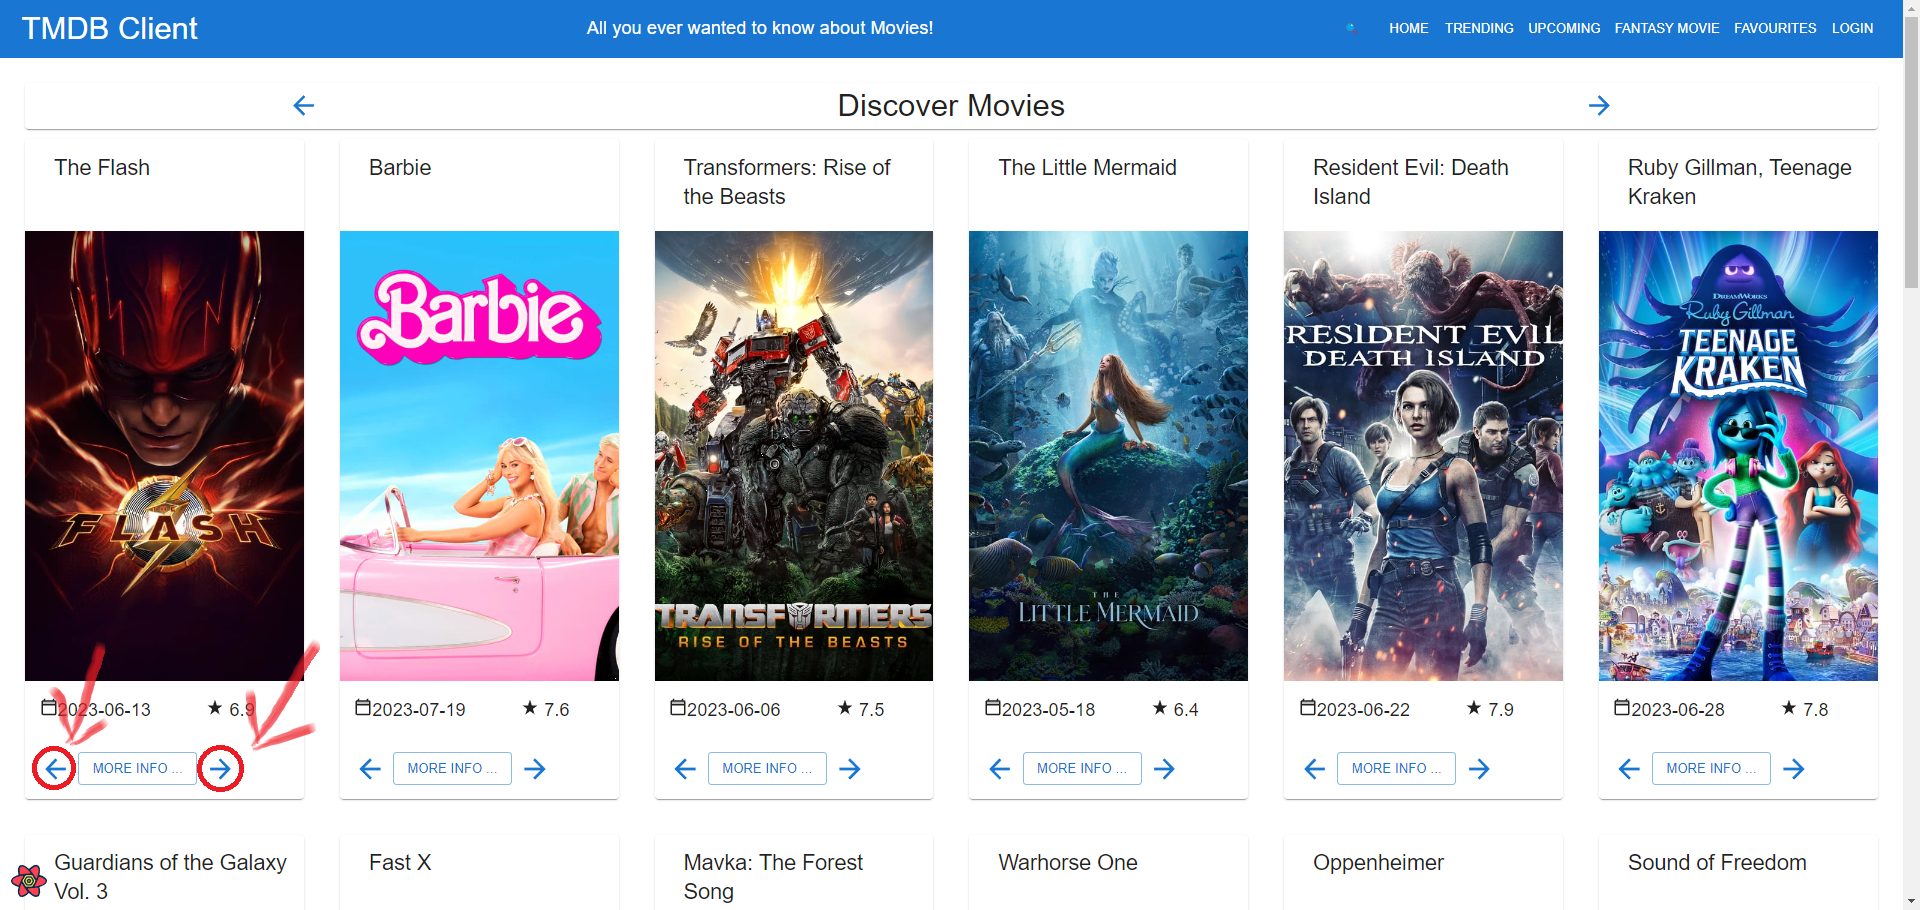 TMDB Client
All you ever wanted to know about Movies!
HOME TRENDING UPCOMING FANTASY MOVIE FAVOURITES LOGIN
Discover Movies
The Flash
Barbie
Transformers: Rise of
the Beasts
The Little Mermaid
Resident Evil: Death
Island
Ruby Gillman, Teenage
Kraken
FLASH
Barbie
TRANSFORMERS
RISE OF THE BEASTS
THE
LITTLE MERMAID
RESIDENT EVIL
DEATH ISLAND
DREAMWORKS
Ruby Gillman
TEENAGE
KRAKEN
2023-06-13 6.9
2023-07-19 7.6
2023-06-06 7.5
2023-05-18 6.4
2023-06-22 7.9
2023-06-28 7.8
MORE INFO ...
MORE INFO ...
MORE INFO ...
MORE INFO ...
MORE INFO ...
MORE INFO ...
Guardians of the Galaxy
Vol. 3
Fast X
Mavka: The Forest
Song
Warhorse One
Oppenheimer
Sound of Freedom